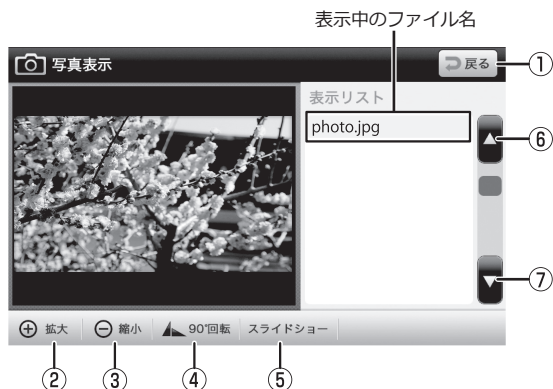 表示中のファイル名
写真表示
戻る
①
表示リスト
photo.jpg
⑥
⑦
拡大
縮小
90°回転
スライドショー
②
③
④
⑤